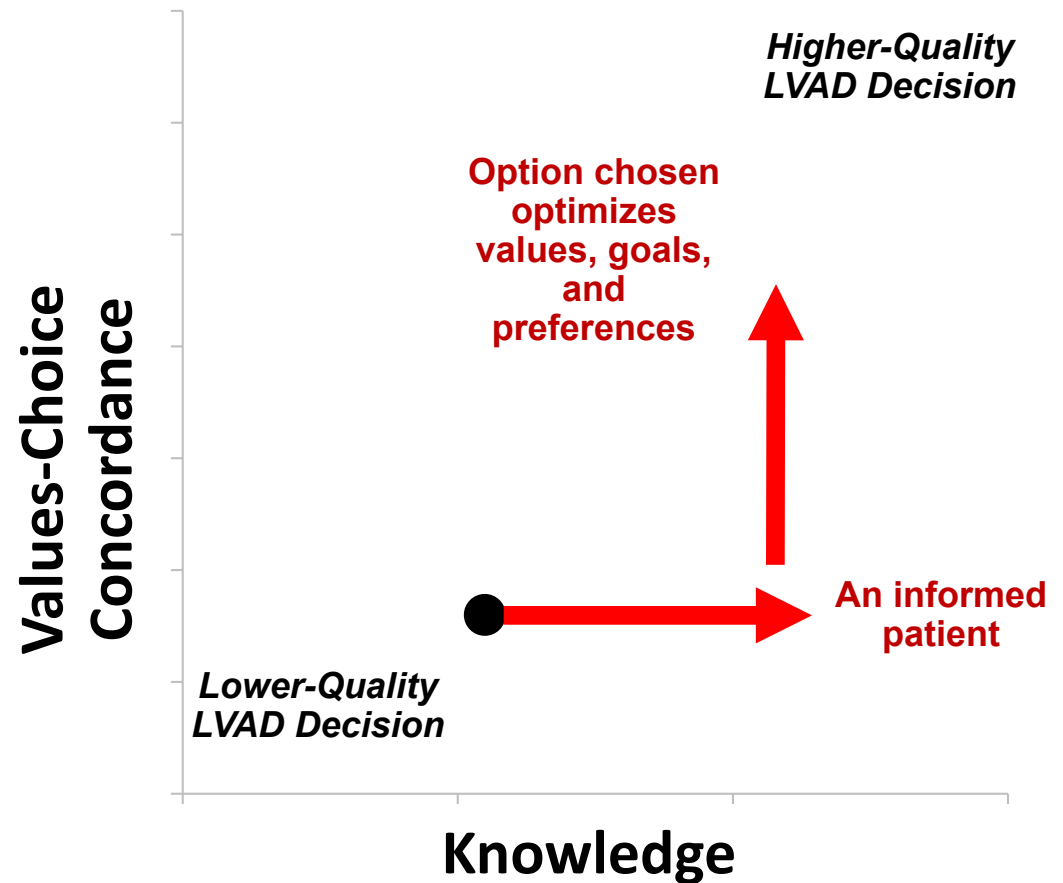 Higher-Quality
LVAD Decision
Option chosen
optimizes
values, goals,
and
preferences
Values-Choice
Concordance
An informed
patient
Lower-Quality
LVAD Decision
Knowledge